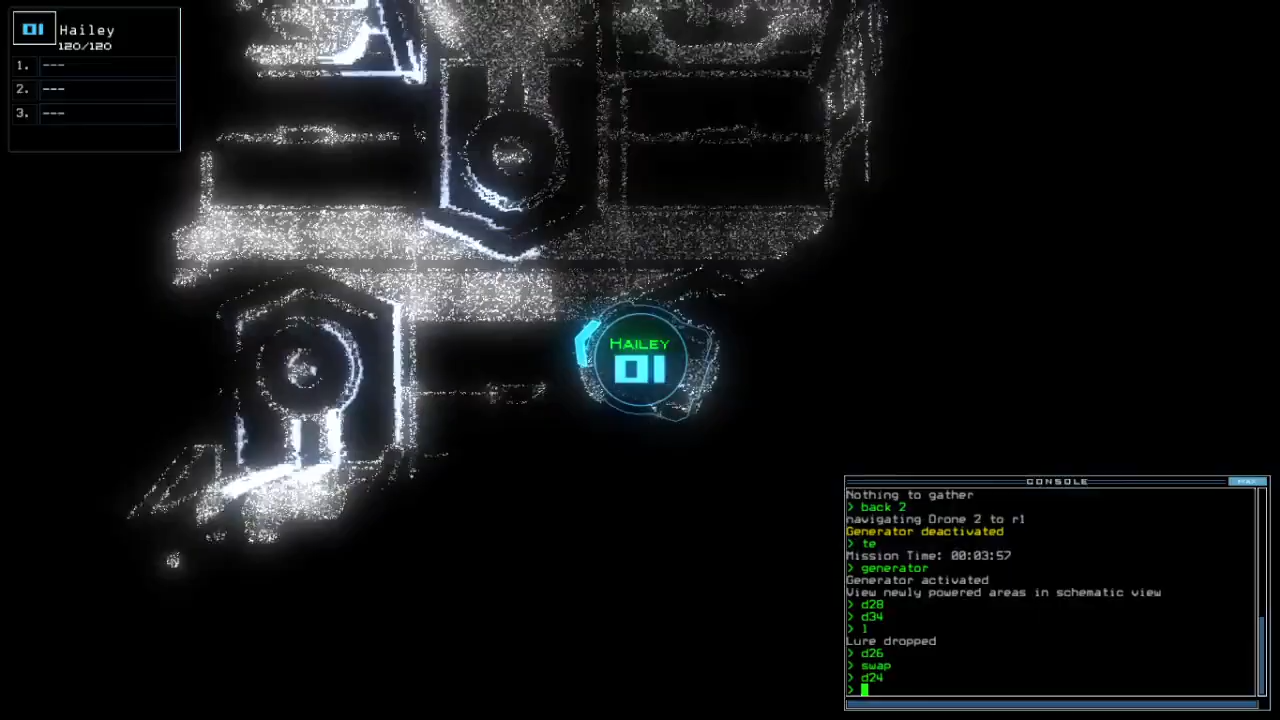 01 Hailey
120/120
1. ---
2. ---
3. ---
HAILEY
01
CONSOLE
MAX
Nothing to gather
> back 2
navigating Drone 2 to r1
Generator deactivated
> te
Mission Time: 00:03:57
> generator
Generator activated
View newly powered areas in schematic view
> d28
> d34
> l
Lure dropped
> d26
> swap
> d24
>